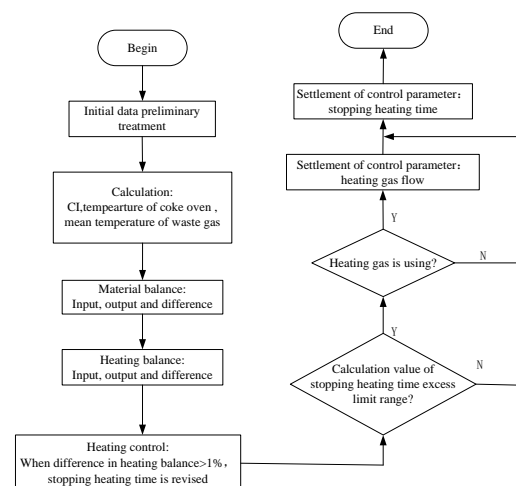 Begin
Initial data preliminary
treatment
Calculation:
CI,tempearture of coke oven ,
mean temperature of waste gas
Material balance:
Input, output and difference
Heating balance:
Input, output and difference
Heating control:
When difference in heating balance>1%,
stopping heating time is revised
End
Settlement of control parameter:
stopping heating time
Settlement of control parameter:
heating gas flow
Y
Heating gas is using?
N
Y
Calculation value of
stopping heating time excess
limit range?
N